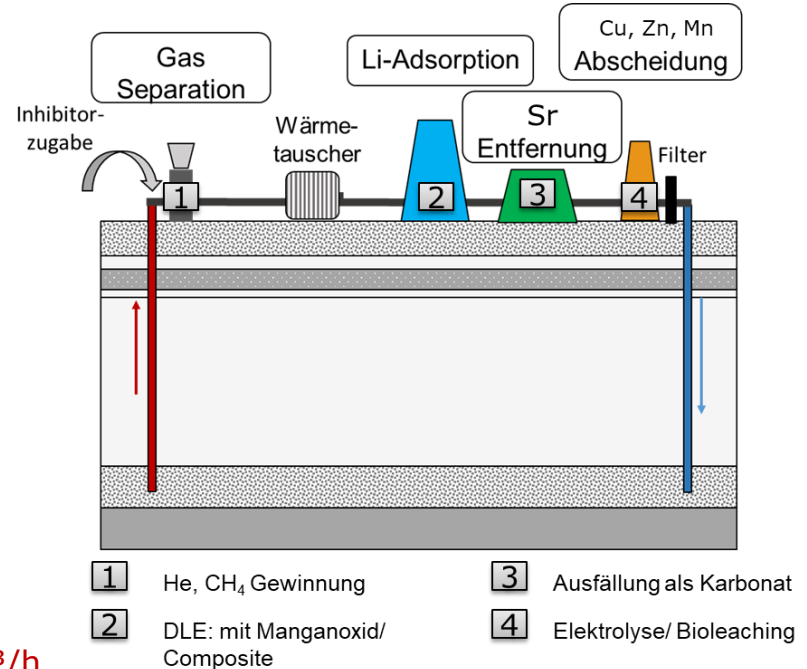 Gas
Separation
Li-Adsorption
Cu, Zn, Mn
Abscheidung
Inhibitor-
zugabe
Wärme-
tauscher
Sr
Entfernung
Filter
1
2
3
4
1 He, CH₄ Gewinnung
2 DLE: mit Manganoxid/
Composite
3 Ausfällung als Karbonat
4 Elektrolyse/ Bioleaching
³/h